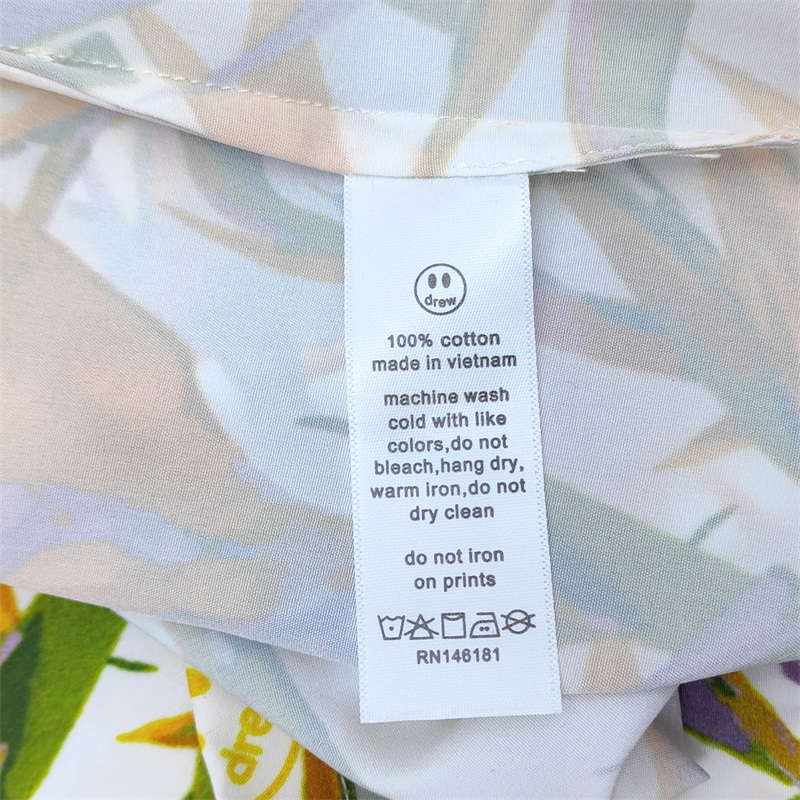 drew
100% cotton
made in vietnam
machine wash
cold with like
colors,do not
bleach,hang dry,
warm iron,do not
dry clean
do not iron
on prints
RN146181
dre